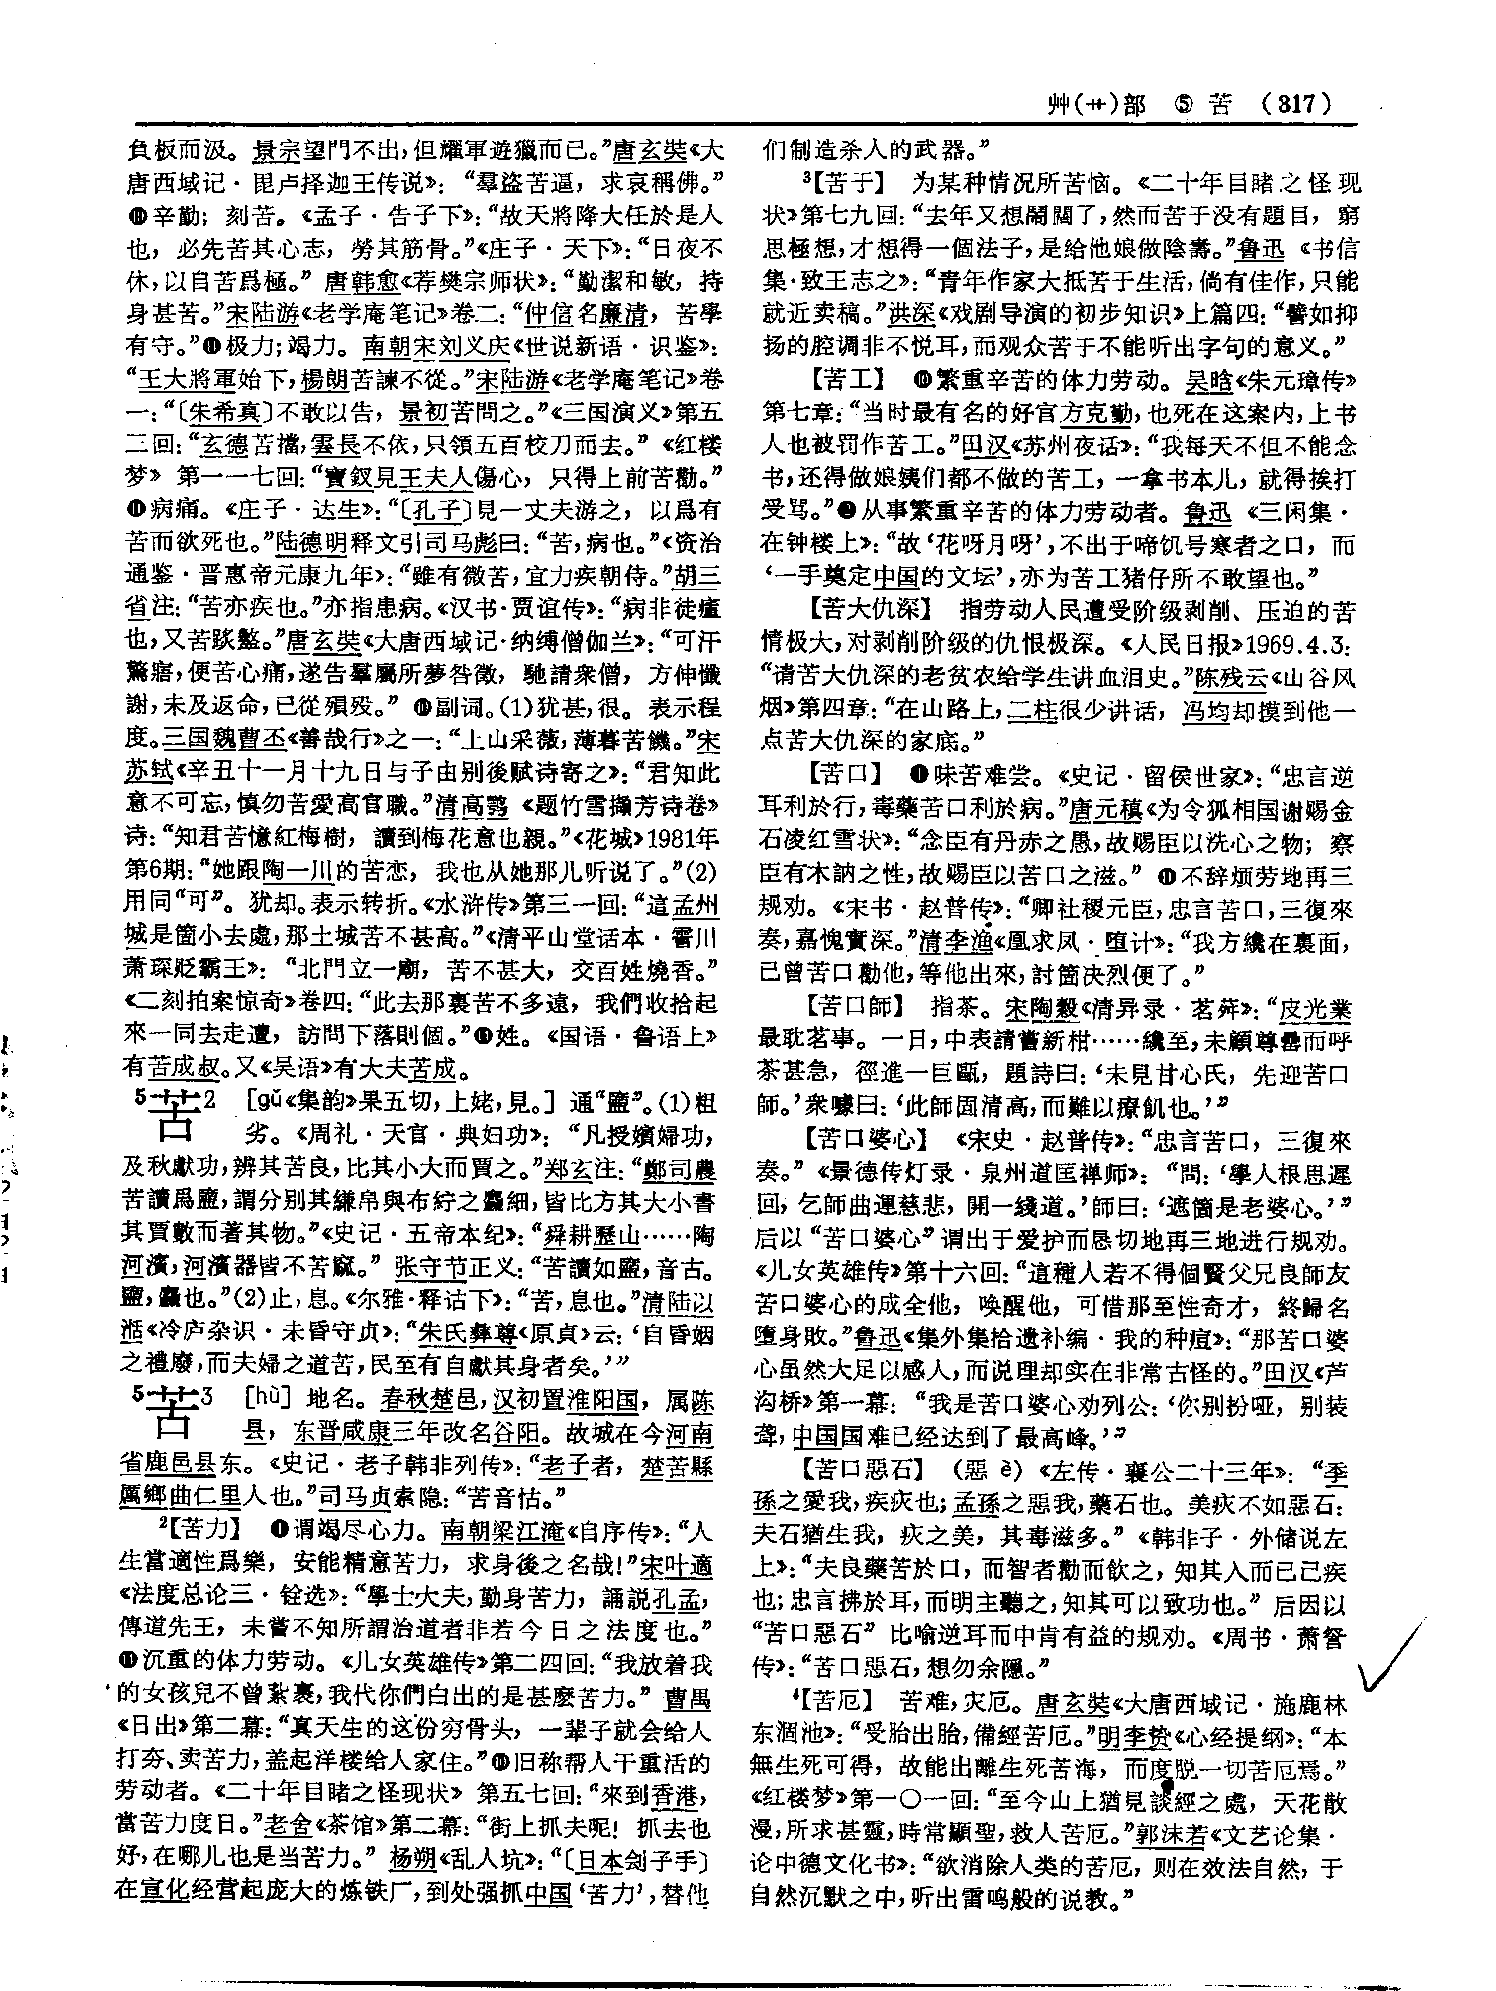 艸(艹)部 ⑤ 苦 (317)
负板而汲。景宗望門不出，但耀軍遊獵而已。”唐玄奘《大
唐西域记·毘卢择迦王传说》：“羣盜苦逼，求哀稱佛。”
⓾辛勤；刻苦。《孟子·告子下》：“故天將降大任於是人
也，必先苦其心志，勞其筋骨。”《庄子·天下》：“日夜不
休，以自苦爲極。” 唐韩愈《荐樊宗师状》：“勤潔和敏，持
身甚苦。”宋陆游《老学庵笔记》卷二：“仲信名廉清，苦學
有守。”⓫极力；竭力。南朝宋刘义庆《世说新语·识鉴》：
“王大將軍始下，楊朗苦諫不從。”宋陆游《老学庵笔记》卷
一：“〔朱希真〕不敢以告，景初苦問之。”《三国演义》第五
二回：“玄德苦擋，雲長不依，只領五百校刀而去。” 《红楼
梦》 第一一七回：“寶釵見王夫人傷心，只得上前苦勸。”
⓬病痛。《庄子·达生》：“〔孔子〕見一丈夫游之，以爲有
苦而欲死也。”陆德明释文引司马彪曰：“苦，病也。”《资治
通鉴·晋惠帝元康九年》：“雖有微苦，宜力疾朝侍。”胡三
省注：“苦亦疾也。”亦指患病。《汉书·贾谊传》：“病非徒瘇
也，又苦𨂂盭。”唐玄奘《大唐西域记·纳缚僧伽兰》：“可汗
驚寤，便苦心痛，遂告羣屬所夢咎徵，馳請衆僧，方伸懺
謝，未及返命，已從殞歿。” ⓭副词。(1)犹甚，很。表示程
度。三国魏曹丕《善哉行》之一：“上山采薇，薄暮苦饑。”宋
苏轼《辛丑十一月十九日与子由别後赋诗寄之》：“君知此
意不可忘，慎勿苦愛高官職。”清高鹗 《题竹雪撷芳诗卷》
诗：“知君苦憶紅梅樹，讀到梅花意也親。”《花城》1981年
第6期：“她跟陶一川的苦恋，我也从她那儿听说了。”(2)
用同“可”。犹却。表示转折。《水浒传》第三一回：“這孟州
城是箇小去處，那土城苦不甚高。”《清平山堂话本·霅川
萧琛贬霸王》：“北門立一廟，苦不甚大，交百姓燒香。”
《二刻拍案惊奇》卷四：“此去那裏苦不多遠，我們收拾起
來一同去走遭，訪問下落則個。”⓮姓。《国语·鲁语上》
有苦成叔。又《吴语》有大夫苦成。
5苦2 [gǔ《集韵》果五切，上姥，見。] 通“盬”。(1)粗
劣。《周礼·天官·典妇功》：“凡授嬪婦功，
及秋獻功，辨其苦良，比其小大而賈之。”郑玄注：“鄭司農
苦讀爲盬，謂分别其縑帛與布紵之麤細，皆比方其大小書
其賈數而著其物。”《史记·五帝本纪》：“舜耕歷山……陶
河濱，河濱器皆不苦窳。” 张守节正义：“苦讀如盬，音古。
盬，麤也。”(2)止，息。《尔雅·释诂下》：“苦，息也。”清陆以
湉《冷庐杂识·未昏守贞》：“朱氏彝尊《原貞》云：‘自昏姻
之禮廢，而夫婦之道苦，民至有自獻其身者矣。’”
5苦3 [hù] 地名。春秋楚邑，汉初置淮阳国，属陈
县，东晋咸康三年改名谷阳。故城在今河南
省鹿邑县东。《史记·老子韩非列传》：“老子者，楚苦縣
厲鄉曲仁里人也。”司马贞索隐：“苦音怙。”
2【苦力】 ❶谓竭尽心力。南朝梁江淹《自序传》：“人
生當適性爲樂，安能精意苦力，求身後之名哉！”宋叶適
《法度总论三·铨选》：“學士大夫，勤身苦力，誦説孔孟，
傳道先王，未嘗不知所謂治道者非若今日之法度也。”
❷沉重的体力劳动。《儿女英雄传》第二四回：“我放着我
的女孩兒不曾紮裹，我代你們白出的是甚麽苦力。” 曹禺
《日出》第二幕：“真天生的这份穷骨头，一辈子就会给人
打夯、卖苦力，盖起洋楼给人家住。”❸旧称帮人干重活的
劳动者。《二十年目睹之怪现状》 第五七回：“來到香港，
當苦力度日。”老舍《茶馆》第二幕：“街上抓夫呢！抓去也
好，在哪儿也是当苦力。” 杨朔《乱人坑》：“〔日本刽子手〕
在宣化经营起庞大的炼铁厂，到处强抓中国‘苦力’，替他
们制造杀人的武器。”
3【苦于】 为某种情况所苦恼。《二十年目睹之怪现
状》第七九回：“去年又想鬧闊了，然而苦于没有題目，窮
思極想，才想得一個法子，是给他娘做陰壽。”鲁迅 《书信
集·致王志之》：“青年作家大抵苦于生活，倘有佳作，只能
就近卖稿。”洪深《戏剧导演的初步知识》上篇四：“譬如抑
扬的腔调非不悦耳，而观众苦于不能听出字句的意义。”
【苦工】 ❶繁重辛苦的体力劳动。吴晗《朱元璋传》
第七章：“当时最有名的好官方克勤，也死在这案内，上书
人也被罚作苦工。”田汉《苏州夜话》：“我每天不但不能念
书，还得做娘姨们都不做的苦工，一拿书本儿，就得挨打
受骂。”❷从事繁重辛苦的体力劳动者。鲁迅 《三闲集·
在钟楼上》：“故‘花呀月呀’，不出于啼饥号寒者之口，而
‘一手奠定中国的文坛’，亦为苦工猪仔所不敢望也。”
【苦大仇深】 指劳动人民遭受阶级剥削、压迫的苦
情极大，对剥削阶级的仇恨极深。《人民日报》1969.4.3：
“请苦大仇深的老贫农给学生讲血泪史。”陈残云《山谷风
烟》第四章：“在山路上，二柱很少讲话，冯均却摸到他一
点苦大仇深的家底。”
【苦口】 ❶味苦难尝。《史记·留侯世家》：“忠言逆
耳利於行，毒藥苦口利於病。”唐元稹《为令狐相国谢赐金
石凌红雪状》：“念臣有丹赤之愚，故賜臣以洗心之物；察
臣有木訥之性，故賜臣以苦口之滋。” ❷不辞烦劳地再三
规劝。《宋书·赵普传》：“卿社稷元臣，忠言苦口，三復來
奏，嘉愧實深。”清李渔《凰求凤·堕计》：“我方纔在裏面，
已曾苦口勸他，等他出來，討箇决烈便了。”
【苦口師】 指茶。宋陶穀《清异录·茗荈》：“皮光業
最耽茗事。一日，中表請嘗新柑……纔至，未顧尊罍而呼
茶甚急，徑進一巨甌，題詩曰：‘未見甘心氏，先迎苦口
師。’衆噱曰：‘此師固清高，而難以療飢也。’”
【苦口婆心】 《宋史·赵普传》：“忠言苦口，三復來
奏。” 《景德传灯录·泉州道匡禅师》：“問：‘學人根思遲
回，乞師曲運慈悲，開一綫道。’師曰：‘遮箇是老婆心。’”
后以“苦口婆心”谓出于爱护而恳切地再三地进行规劝。
《儿女英雄传》第十六回：“這種人若不得個賢父兄良師友
苦口婆心的成全他，唤醒他，可惜那至性奇才，終歸名
墮身敗。”鲁迅《集外集拾遗补编·我的种痘》：“那苦口婆
心虽然大足以感人，而说理却实在非常古怪的。”田汉《芦
沟桥》第一幕：“我是苦口婆心劝列公：‘你别扮哑，别装
聋，中国国难已经达到了最高峰。’”
【苦口惡石】 （惡 è）《左传·襄公二十三年》：“季
孫之愛我，疾疢也；孟孫之惡我，藥石也。美疢不如惡石：
夫石猶生我，疢之美，其毒滋多。” 《韩非子·外储说左
上》：“夫良藥苦於口，而智者勸而飲之，知其入而已己疾
也；忠言拂於耳，而明主聽之，知其可以致功也。” 后因以
“苦口惡石” 比喻逆耳而中肯有益的规劝。《周书·萧詧
传》：“苦口惡石，想勿余隱。”
4【苦厄】 苦难，灾厄。唐玄奘《大唐西域记·施鹿林
东涸池》：“受胎出胎，備經苦厄。”明李贽《心经提纲》：“本
無生死可得，故能出離生死苦海，而度脱一切苦厄焉。”
《红楼梦》第一〇一回：“至今山上猶見談經之處，天花散
漫，所求甚靈，時常顯聖，救人苦厄。”郭沫若《文艺论集·
论中德文化书》：“欲消除人类的苦厄，则在效法自然，于
自然沉默之中，听出雷鸣般的说教。”